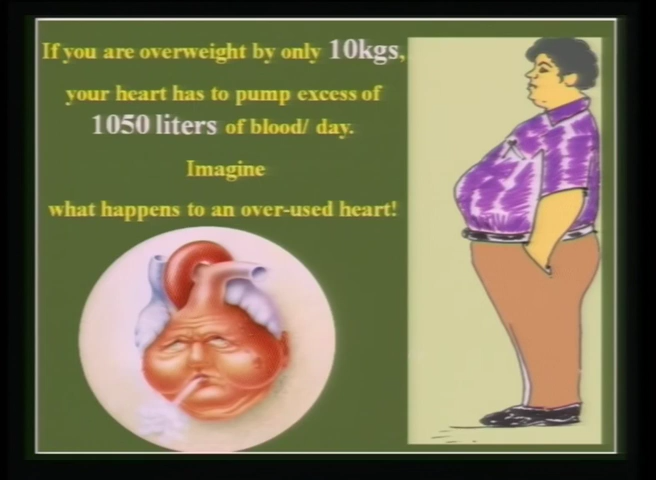 If you are overweight by only 10kgs,
your heart has to pump excess of
1050 liters of blood/ day.
Imagine
what happens to an over-used heart!